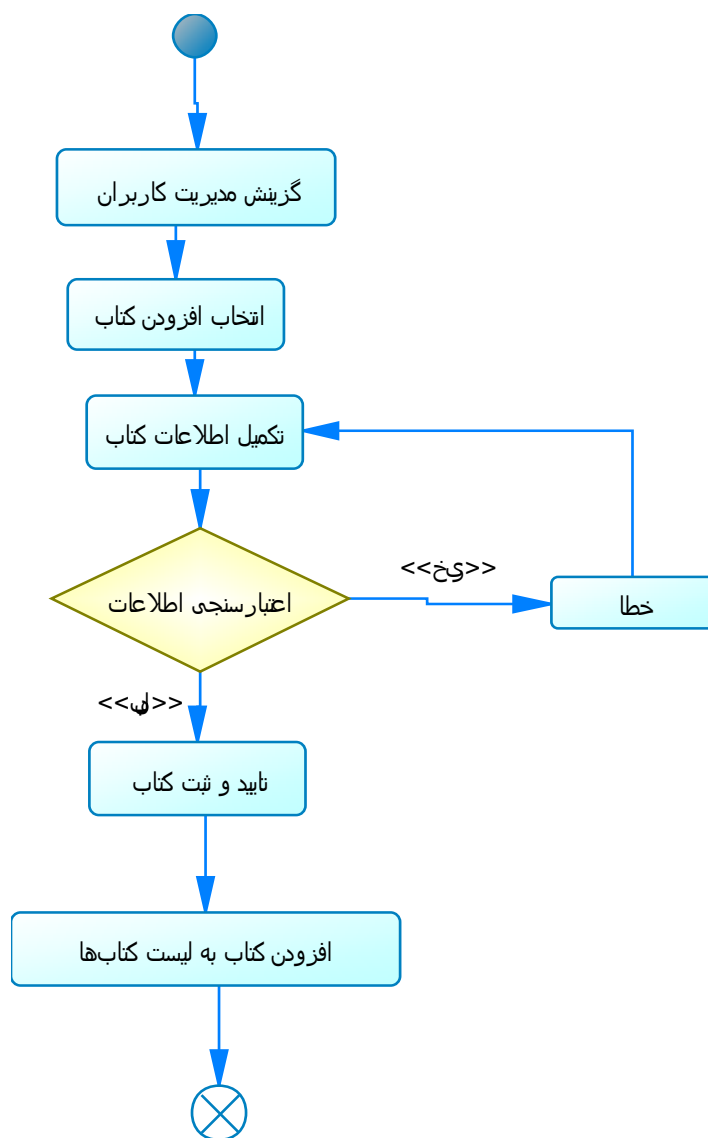 گزینش مدیریت کاربران
انتخاب افزودن کتاب
تکمیل اطلاعات کتاب
اعتبارسنجی اطلاعات
خطا
تایید و ثبت کتاب
افزودن کتاب به لیست کتاب‌ها